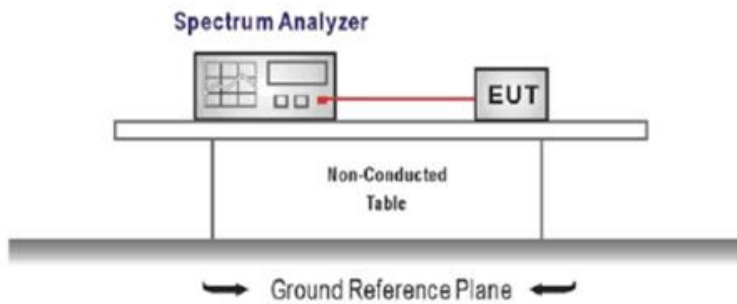 Spectrum Analyzer
EUT
Non-Conducted
Table
Ground Reference Plane